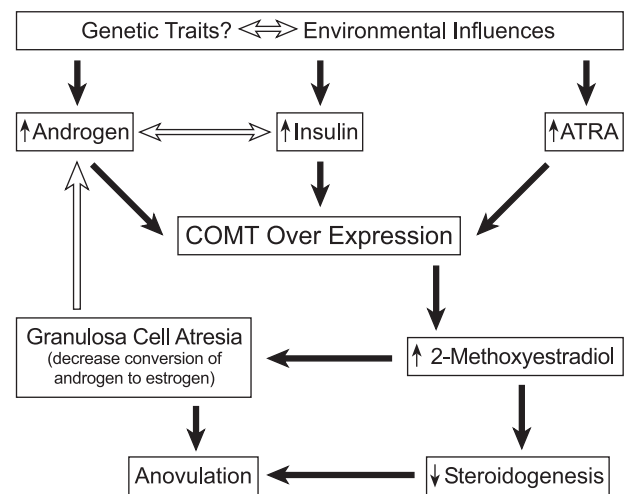 Genetic Traits? Environmental Influences
↑Androgen
↑Insulin
↑ATRA
COMT Over Expression
Granulosa Cell Atresia
(decrease conversion of
androgen to estrogen)
↑ 2-Methoxyestradiol
Anovulation
↓Steroidogenesis